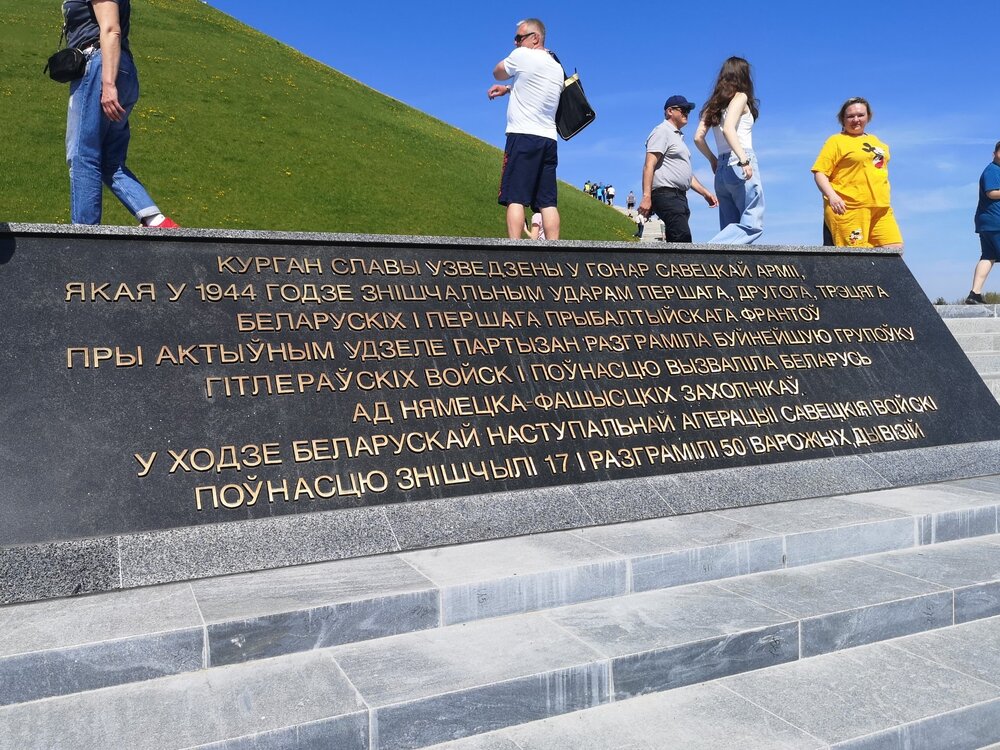 КУРГАН СЛАВЫ УЗВЕДЗЕНЫ У ГОНАР САВЕЦКАЙ АРМІІ,
ЯКАЯ У 1944 ГОДЗЕ ЗНІШЧАЛЬНЫМ УДАРАМ ПЕРШАГА, ДРУГОГА, ТРЭЦЯГА
БЕЛАРУСКІХ І ПЕРШАГА ПРЫБАЛТЫЙСКАГА ФРАНТОЎ
ПРЫ АКТЫЎНЫМ УДЗЕЛЕ ПАРТЫЗАН РАЗГРАМІЛА БУЙНЕЙШУЮ ГРУПОЎКУ
ГІТЛЕРАЎСКІХ ВОЙСК І ПОЎНАСЦЮ ВЫЗВАЛІЛА БЕЛАРУСЬ
АД НЯМЕЦКА-ФАШЫСЦКІХ ЗАХОПНІКАЎ.
У ХОДЗЕ БЕЛАРУСКАЙ НАСТУПАЛЬНАЙ АПЕРАЦЫІ САВЕЦКІЯ ВОЙСКІ
ПОЎНАСЦЮ ЗНІШЧЫЛІ 17 І РАЗГРАМІЛІ 50 ВАРОЖЫХ ДЫВІЗІЙ